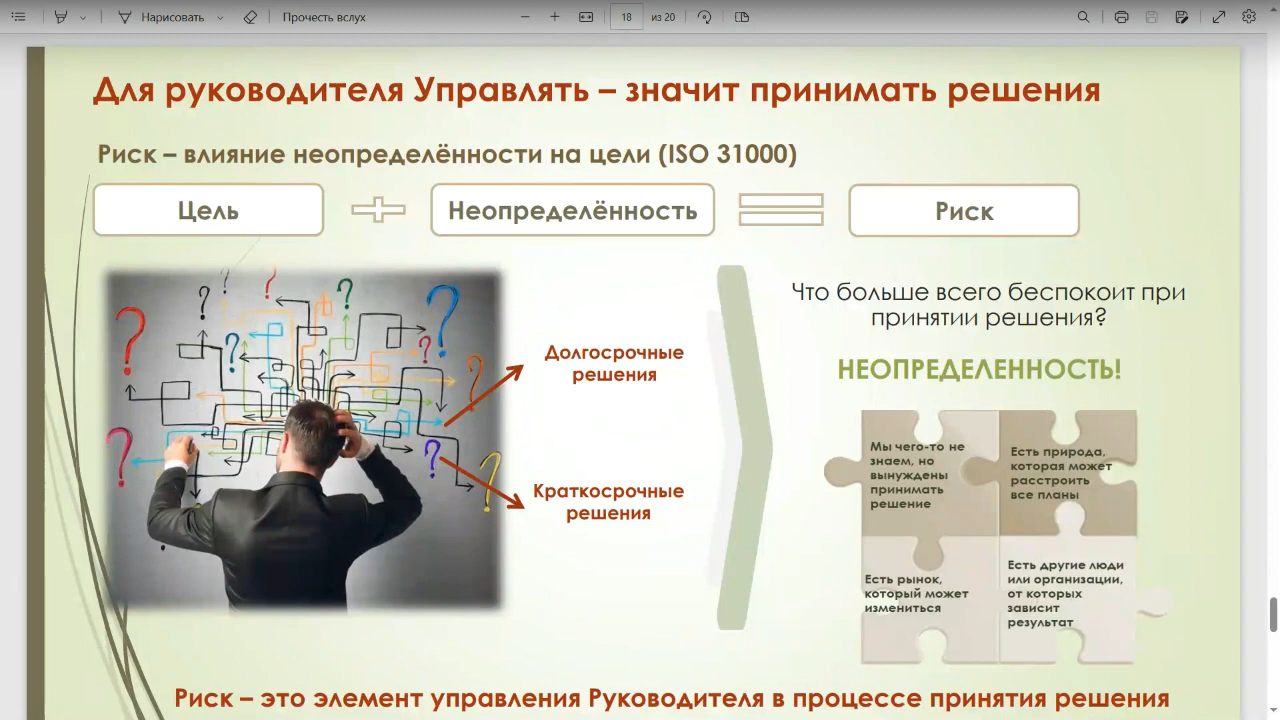 Нарисовать
Прочесть вслух
18
из 20
Для руководителя Управлять – значит принимать решения
Риск – влияние неопределённости на цели (ISO 31000)
Цель
Неопределённость
Риск
Долгосрочные
решения
Краткосрочные
решения
Что больше всего беспокоит при
принятии решения?
НЕОПРЕДЕЛЕННОСТЬ!
Мы чего-то не
знаем, но
вынуждены
принимать
решение
Есть природа,
которая может
расстроить
все планы
Есть рынок,
который может
измениться
Есть другие люди
или организации,
от которых
зависит
результат
Риск – это элемент управления Руководителя в процессе принятия решения